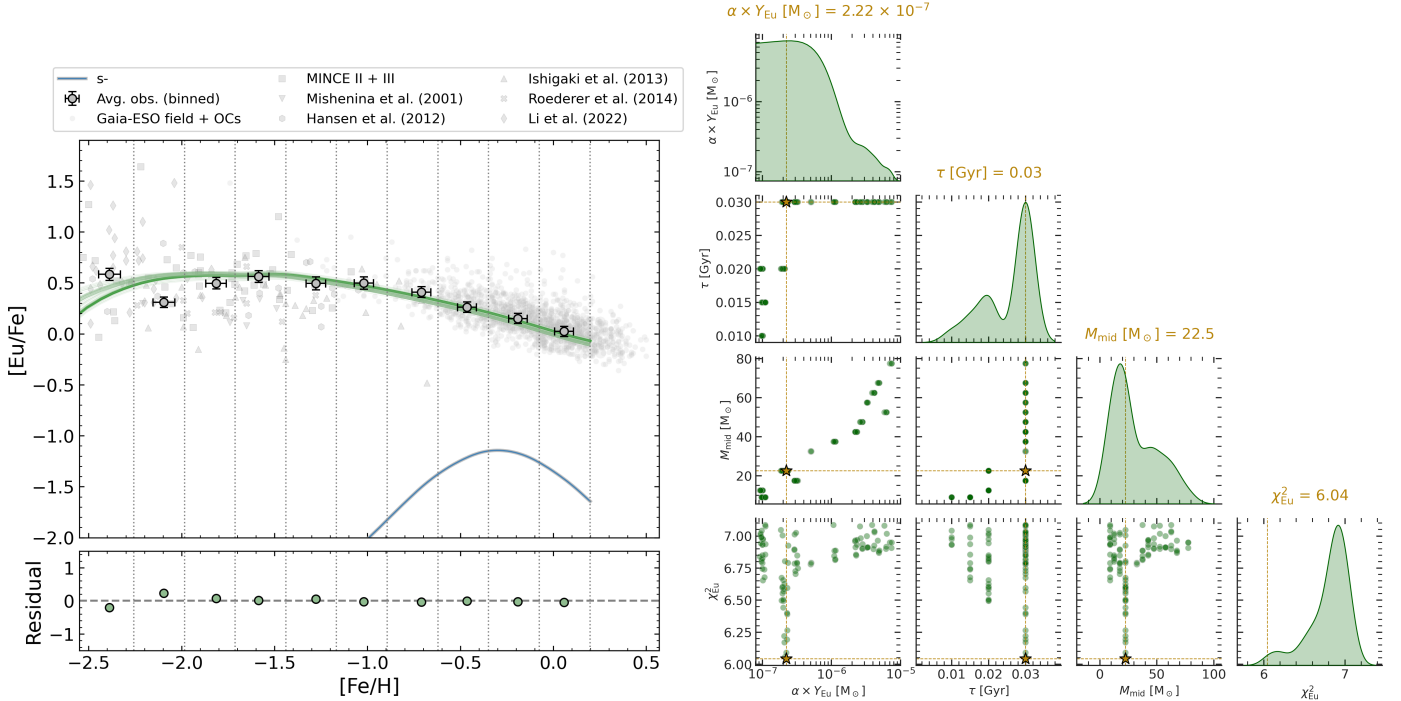 s-
Avg. obs. (binned)
Gaia-ESO field + OCs
MINCE II + III
Mishenina et al. (2001)
Hansen et al. (2012)
Ishigaki et al. (2013)
Roederer et al. (2014)
Li et al. (2022)
[Eu/Fe]
1.5
1.0
0.5
0.0
−0.5
−1.0
−1.5
−2.0
Residual
1
0
−1
−2.5
−2.0
−1.5
−1.0
−0.5
0.0
0.5
[Fe/H]
α × Y_Eu [M_⊙] = 2.22 × 10^−7
α × Y_Eu [M_⊙]
10^−6
10^−7
τ [Gyr] = 0.03
τ [Gyr]
0.030
0.025
0.020
0.015
0.010
M_mid [M_⊙] = 22.5
M_mid [M_⊙]
80
60
40
20
χ²_Eu = 6.04
χ²_Eu
7.00
6.75
6.50
6.25
6.00
10^−7
10^−6
10^−5
α × Y_Eu [M_⊙]
0.01
0.02
0.03
τ [Gyr]
0
50
100
M_mid [M_⊙]
6
7
χ²_Eu